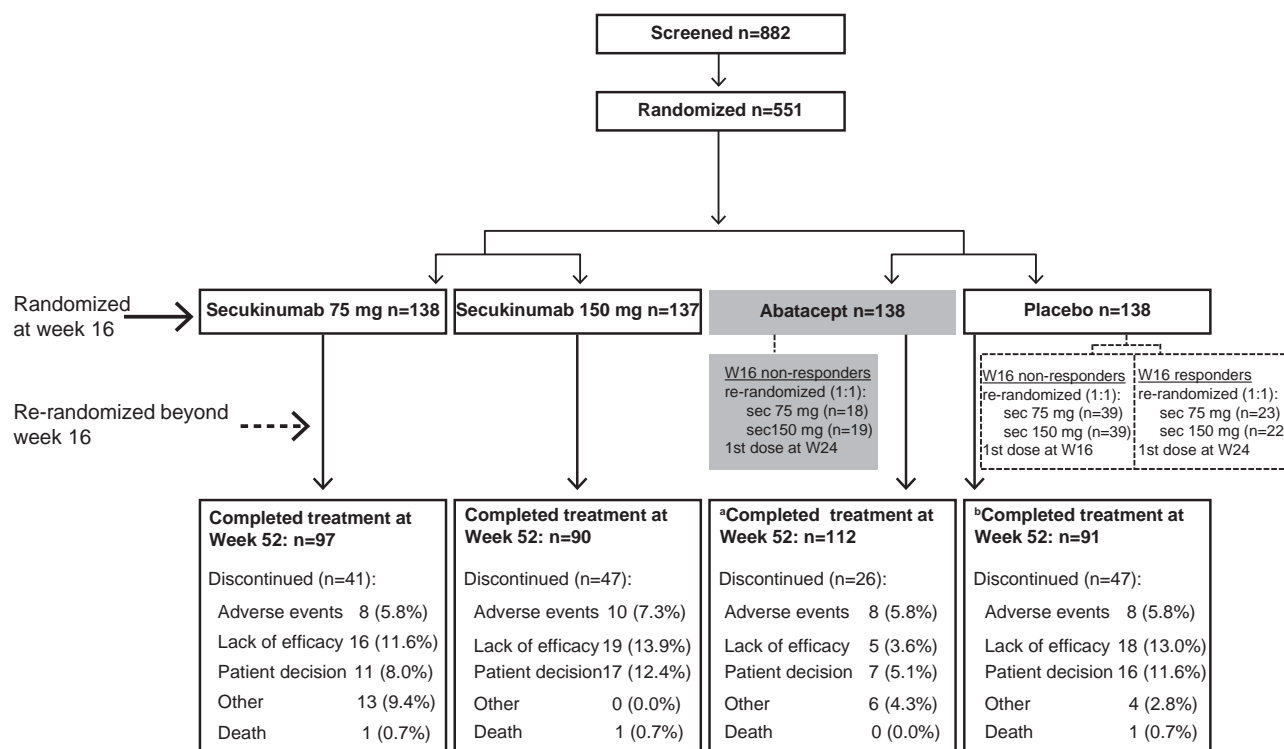 Screened n=882
Randomized n=551
Randomized
at week 16
Secukinumab 75 mg n=138
Secukinumab 150 mg n=137
Abatacept n=138
Placebo n=138
W16 non-responders
re-randomized (1:1):
sec 75 mg (n=18)
sec150 mg (n=19)
1st dose at W24
W16 non-responders
re-randomized (1:1):
sec 75 mg (n=39)
sec 150 mg (n=39)
1st dose at W16
W16 responders
re-randomized (1:1):
sec 75 mg (n=23)
sec 150 mg (n=22
1st dose at W24
Re-randomized beyond
week 16
Completed treatment at
Week 52: n=97
Discontinued (n=41):
Adverse events 8 (5.8%)
Lack of efficacy 16 (11.6%)
Patient decision 11 (8.0%)
Other 13 (9.4%)
Death 1 (0.7%)
Completed treatment at
Week 52: n=90
Discontinued (n=47):
Adverse events 10 (7.3%)
Lack of efficacy 19 (13.9%)
Patient decision 17 (12.4%)
Other 0 (0.0%)
Death 1 (0.7%)
ᵃCompleted treatment at
Week 52: n=112
Discontinued (n=26):
Adverse events 8 (5.8%)
Lack of efficacy 5 (3.6%)
Patient decision 7 (5.1%)
Other 6 (4.3%)
Death 0 (0.0%)
ᵇCompleted treatment at
Week 52: n=91
Discontinued (n=47):
Adverse events 8 (5.8%)
Lack of efficacy 18 (13.0%)
Patient decision 16 (11.6%)
Other 4 (2.8%)
Death 1 (0.7%)